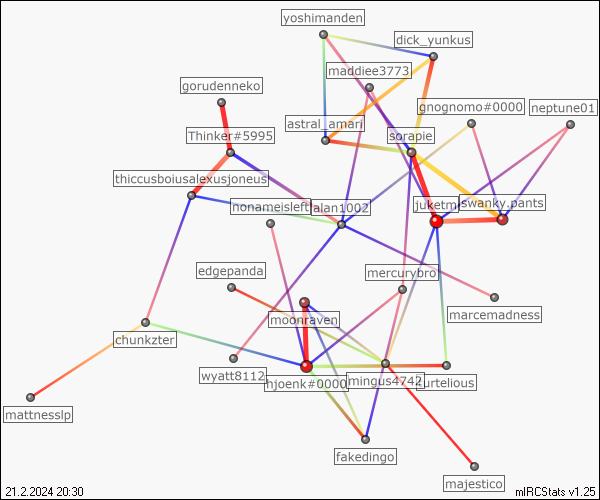 yoshimanden
dick_yunkus
maddiee3773
gorudenneko
gnognomo#0000
neptune01
astral_amari
Thinker#5995
sorapie
thiccusboiusalexusjoneus
nonameisleft
alan1002
juketm
swanky.pants
edgepanda
mercurybro
marcemadness
moonraven
chunkzter
wyatt8112
hjoenk#0000
mingus4742
turtelious
mattnesslp
fakedingo
majestico
21.2.2024 20:30
mIRCStats v1.25